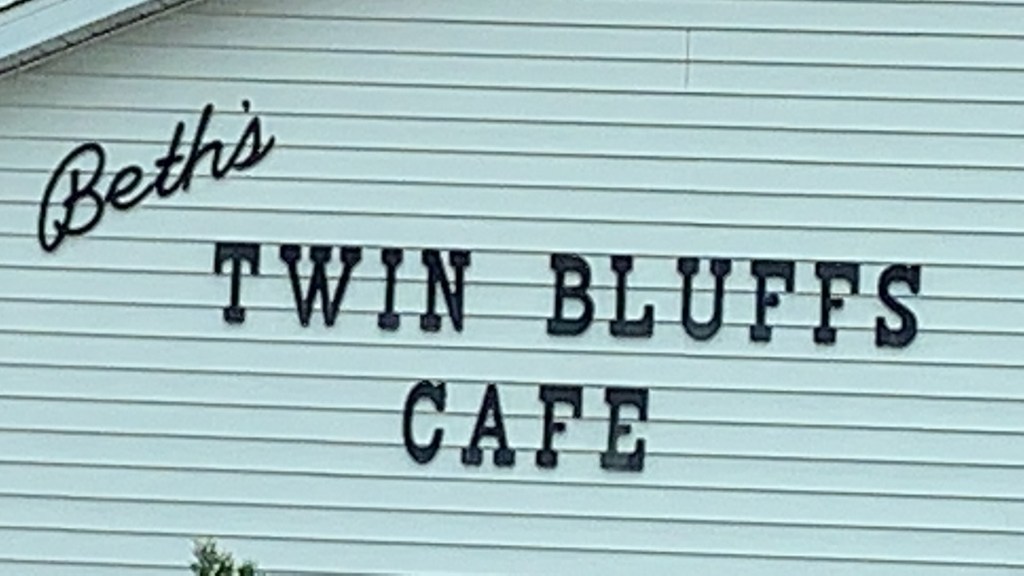 Beth's
TWIN BLUFFS
CAFE